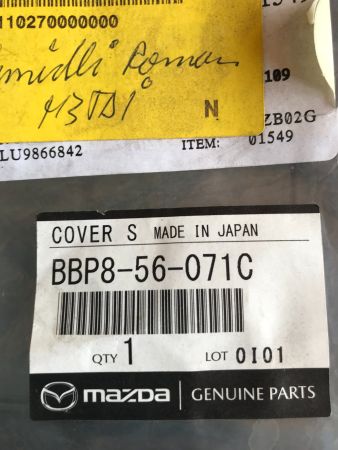 1549
110270000000
Roman
109
M3TDI
N
ZB02G
LU9866842
ITEM: 01549
COVER S MADE IN JAPAN
BBP8-56-071C
QTY 1 LOT 0I01
mazda GENUINE PARTS